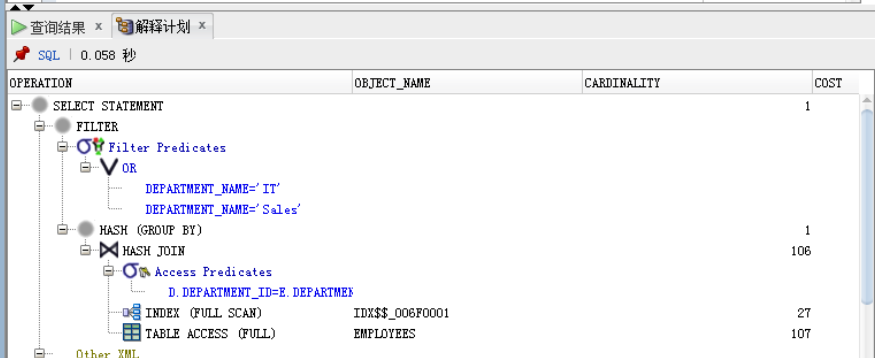 查询结果 × 解释计划 ×
SQL | 0.058 秒
OPERATION OBJECT_NAME CARDINALITY COST
SELECT STATEMENT 1
FILTER
Filter Predicates
OR
DEPARTMENT_NAME='IT'
DEPARTMENT_NAME='Sales'
HASH (GROUP BY) 1
HASH JOIN 106
Access Predicates
D.DEPARTMENT_ID=E.DEPARTMEN
INDEX (FULL SCAN) IDX$$_006F0001 27
TABLE ACCESS (FULL) EMPLOYEES 107
Other XML